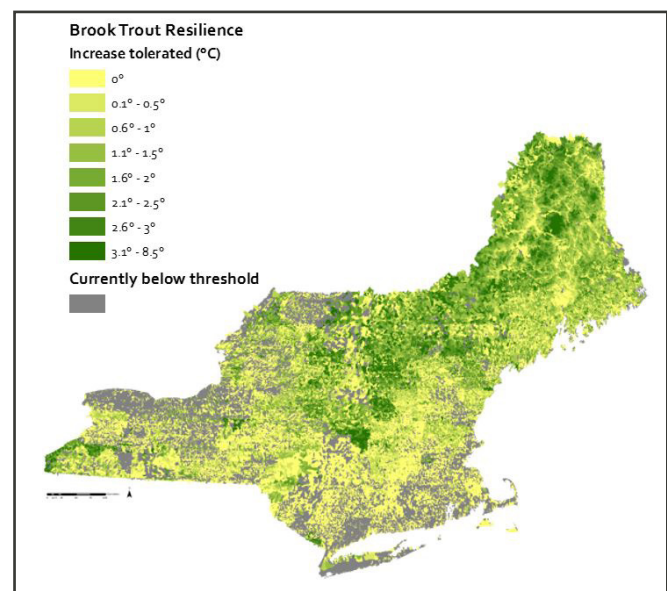 Brook Trout Resilience
Increase tolerated (°C)
0°
0.1° - 0.5°
0.6° - 1°
1.1° - 1.5°
1.6° - 2°
2.1° - 2.5°
2.6° - 3°
3.1° - 8.5°
Currently below threshold